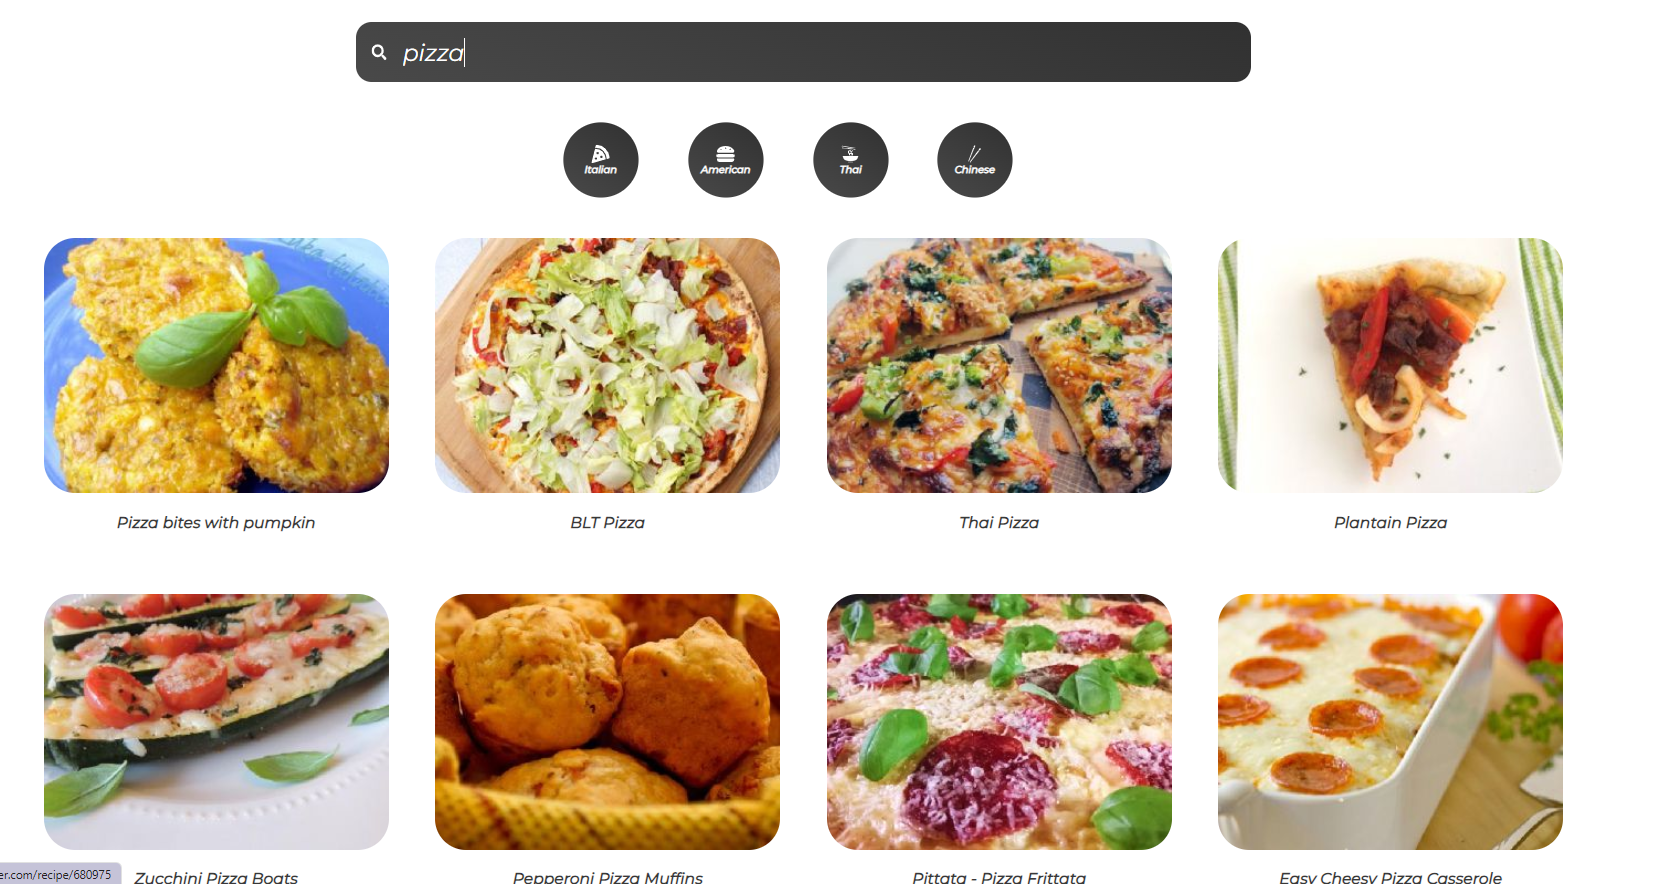 pizza
Italian
American
Thai
Chinese
Pizza bites with pumpkin
BLT Pizza
Thai Pizza
Plantain Pizza
Zucchini Pizza Boats
Pepperoni Pizza Muffins
Pittata - Pizza Frittata
Easy Cheesy Pizza Casserole
er.com/recipe/680975